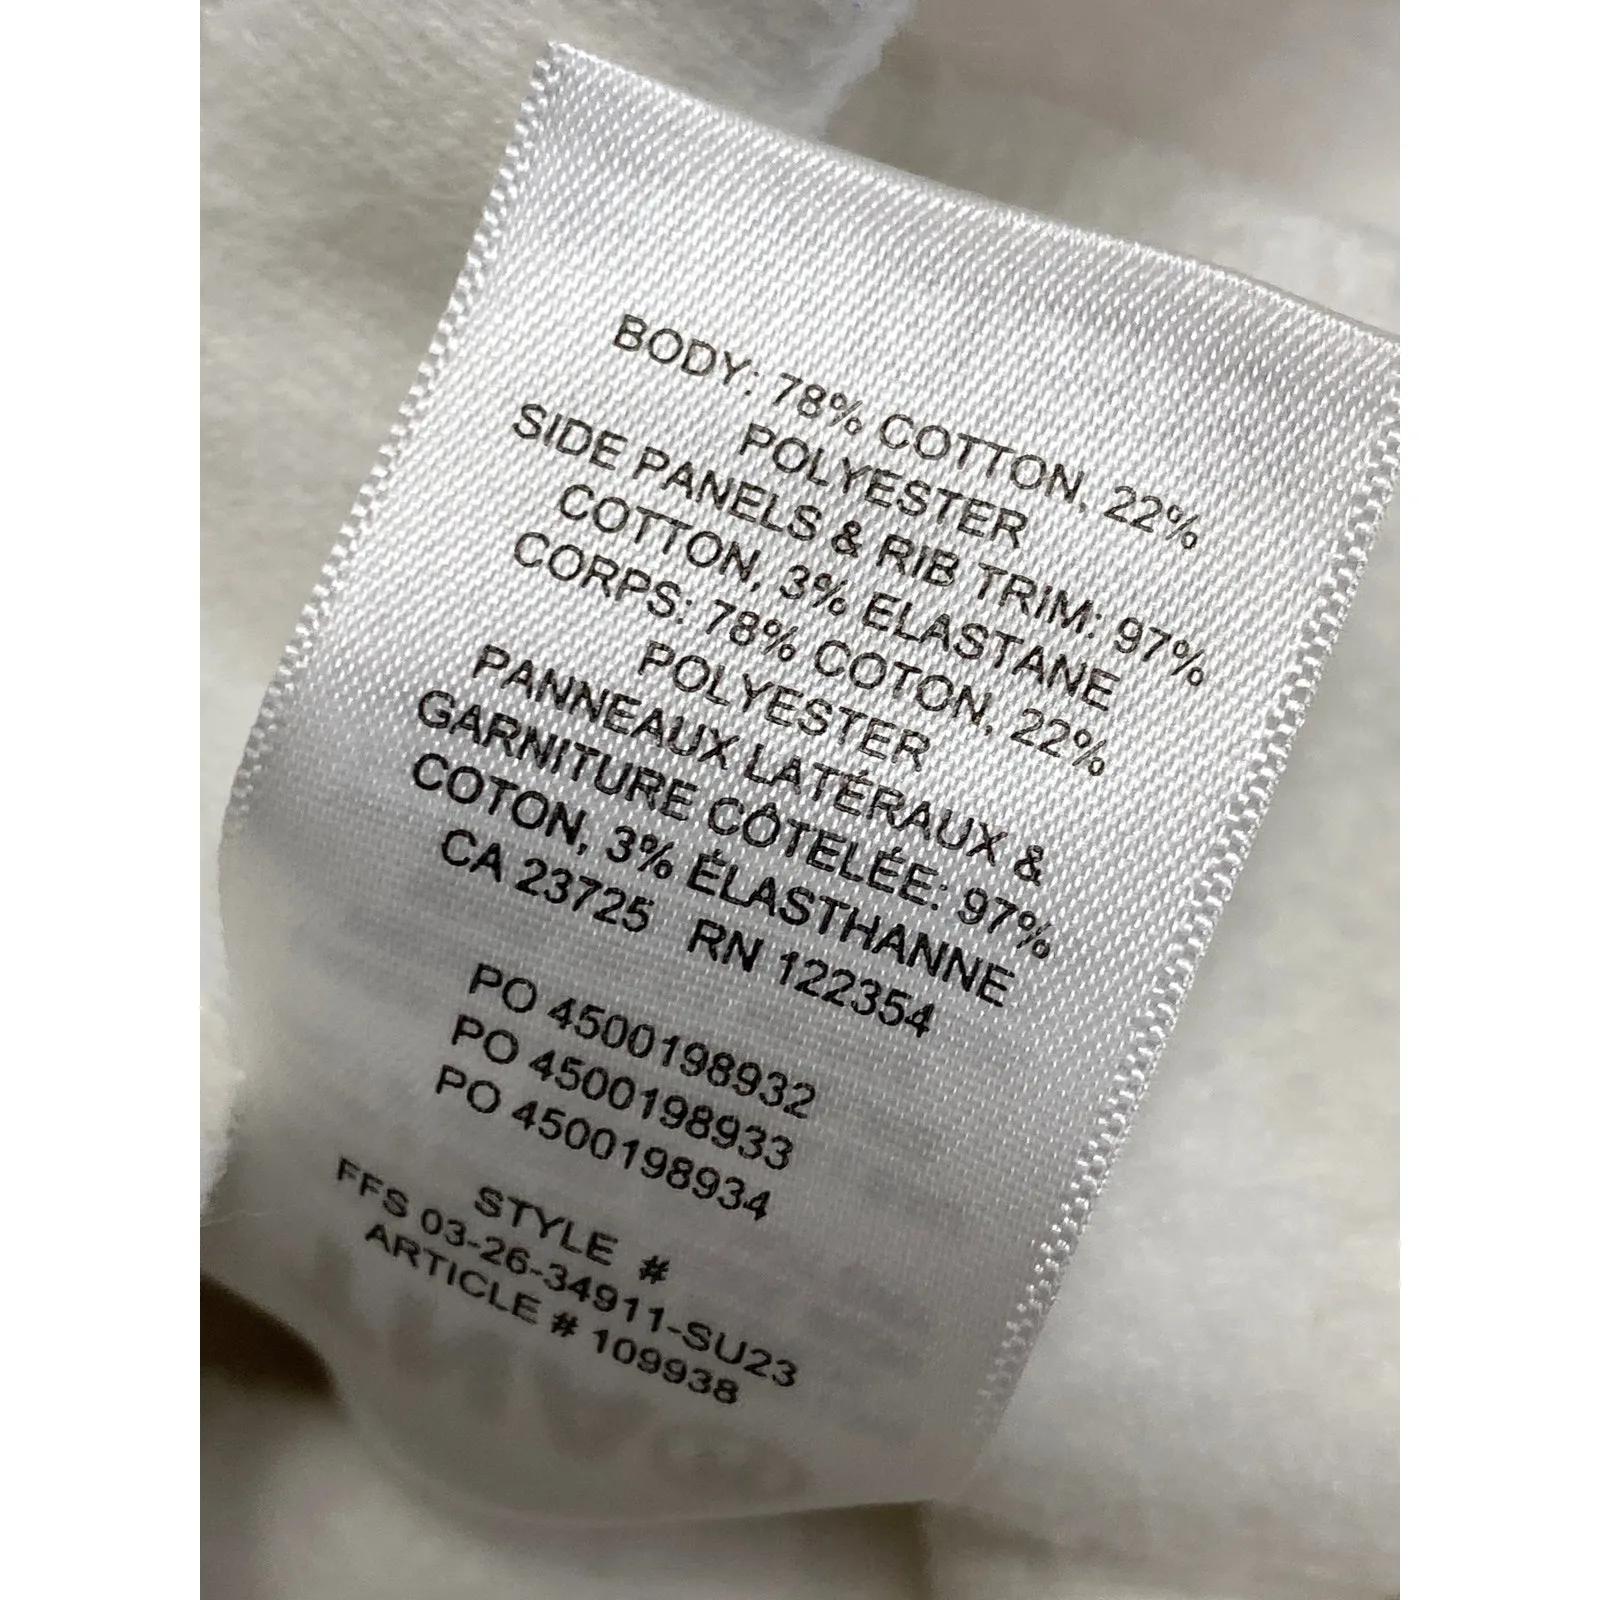 BODY: 78% COTTON, 22%
POLYESTER
SIDE PANELS & RIB TRIM: 97%
COTTON, 3% ELASTANE
CORPS: 78% COTON, 22%
POLYESTER
PANNEAUX LATÉRAUX &
GARNITURE CÔTELÉE: 97%
COTON, 3% ÉLASTHANNE
CA 23725 RN 122354
PO 4500198932
PO 4500198933
PO 4500198934
STYLE #
FFS 03-26-34911-SU23
ARTICLE # 109938